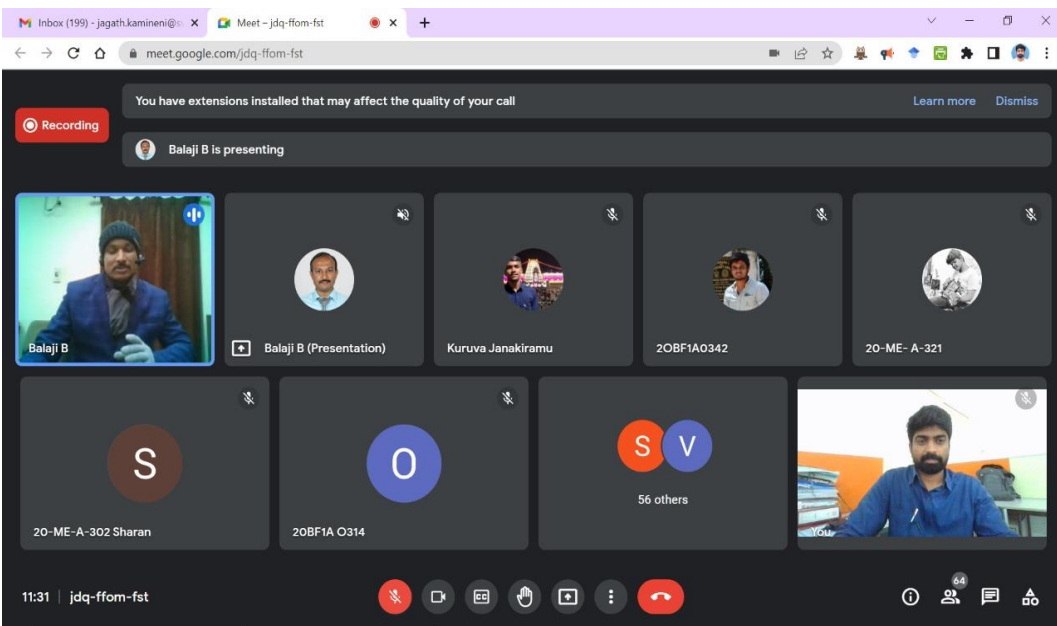 Inbox (199) - jagath.kamineni@s
Meet – jdq-ffom-fst
meet.google.com/jdq-ffom-fst
You have extensions installed that may affect the quality of your call
Learn more
Dismiss
Recording
Balaji B is presenting
Balaji B
Balaji B (Presentation)
Kuruva Janakiramu
20BF1A0342
20-ME- A-321
S
O
S V
56 others
20-ME-A-302 Sharan
20BF1A O314
You
11:31 | jdq-ffom-fst
CC
64